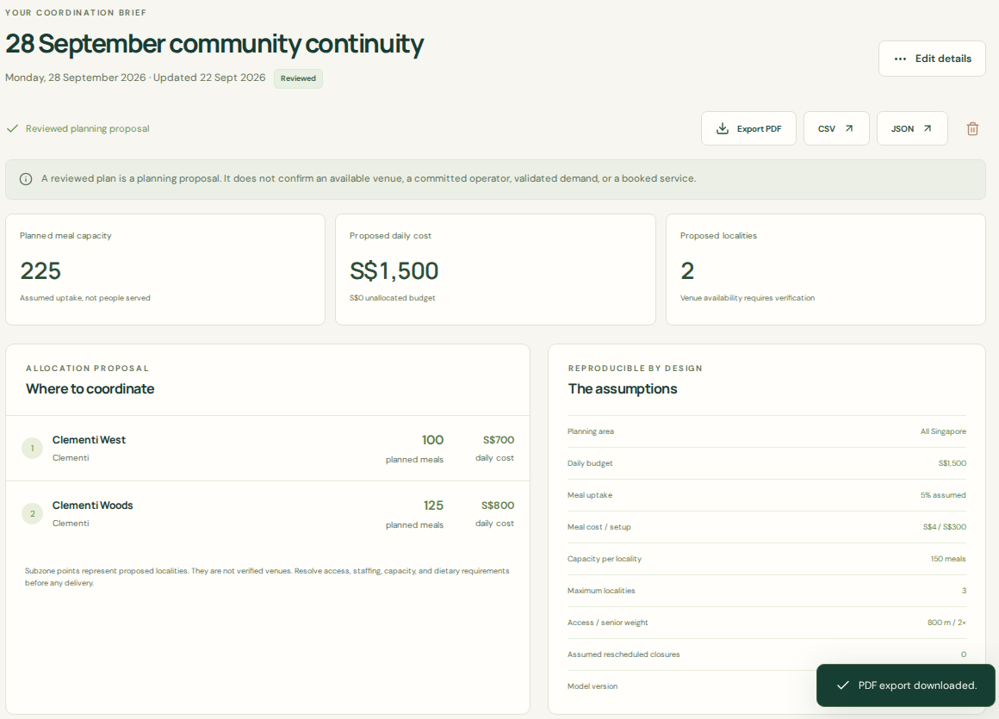 YOUR COORDINATION BRIEF
28 September community continuity
Edit details
Monday, 28 September 2026 · Updated 22 Sept 2026 Reviewed
Reviewed planning proposal
Export PDF
CSV
JSON
A reviewed plan is a planning proposal. It does not confirm an available venue, a committed operator, validated demand, or a booked service.
Planned meal capacity
225
Assumed uptake, not people served
Proposed daily cost
S$1,500
S$0 unallocated budget
Proposed localities
2
Venue availability requires verification
ALLOCATION PROPOSAL
Where to coordinate
1
Clementi West
Clementi
100
planned meals
S$700
daily cost
2
Clementi Woods
Clementi
125
planned meals
S$800
daily cost
Subzone points represent proposed localities. They are not verified venues. Resolve access, staffing, capacity, and dietary requirements
before any delivery.
REPRODUCIBLE BY DESIGN
The assumptions
Planning area All Singapore
Daily budget S$1,500
Meal uptake 5% assumed
Meal cost / setup S$4 / S$300
Capacity per locality 150 meals
Maximum localities 3
Access / senior weight 800 m / 2×
Assumed rescheduled closures 0
Model version
PDF export downloaded.